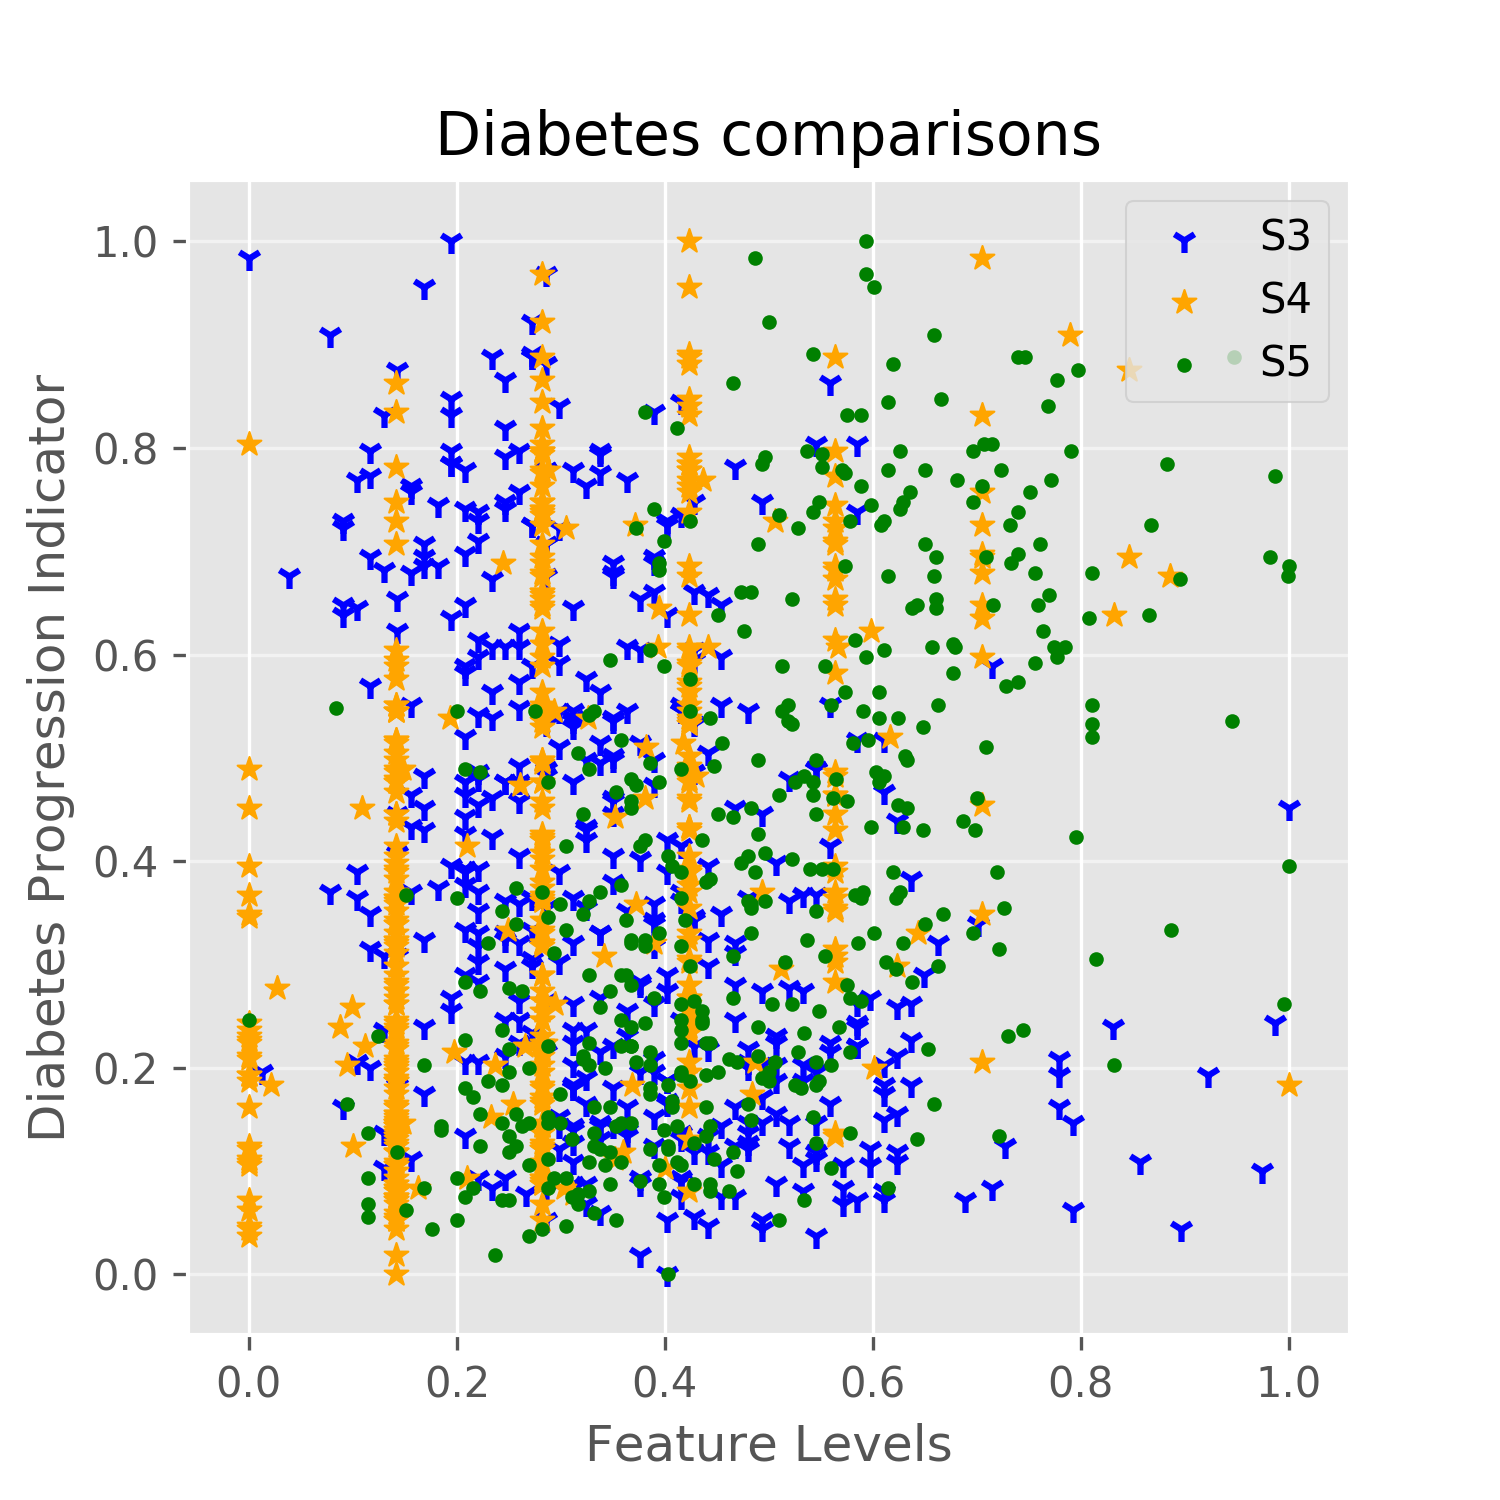 Diabetes comparisons
S3
S4
S5
1.0
0.8
0.6
0.4
0.2
0.0
Diabetes Progression Indicator
0.0 0.2 0.4 0.6 0.8 1.0
Feature Levels